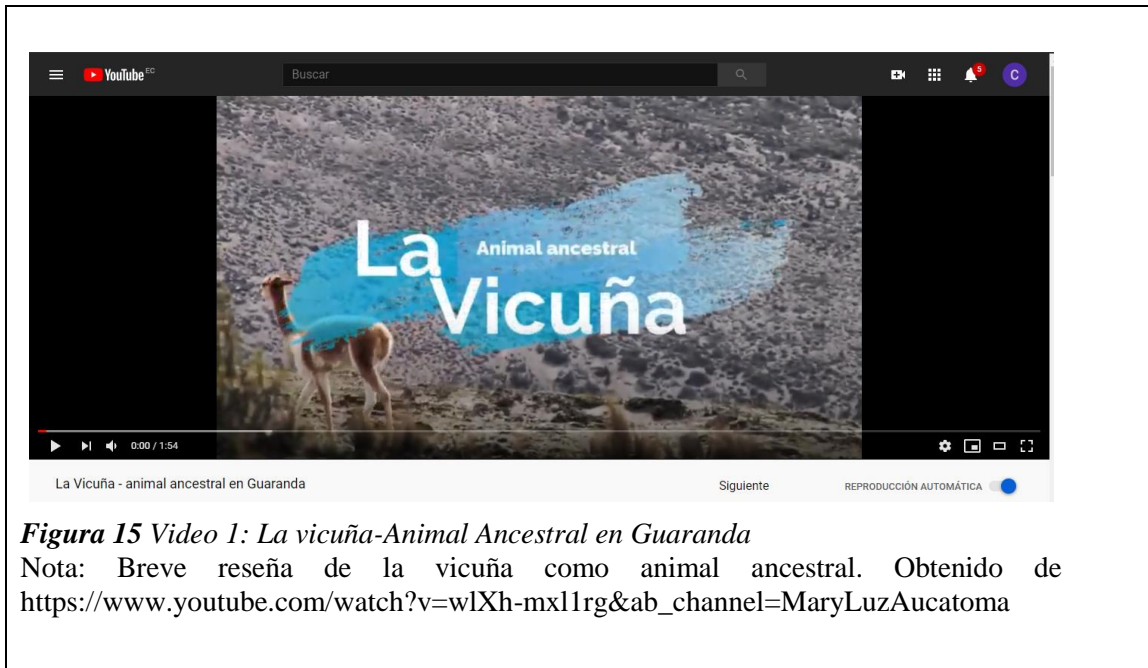 YouTube EC
Buscar
5
C
La
Animal ancestral
Vicuña
0:00 / 1:54
La Vicuña - animal ancestral en Guaranda
Siguiente
REPRODUCCIÓN AUTOMÁTICA
Figura 15 Video 1: La vicuña-Animal Ancestral en Guaranda
Nota: Breve reseña de la vicuña como animal ancestral. Obtenido de
https://www.youtube.com/watch?v=wlXh-mxl1rg&ab_channel=MaryLuzAucatoma